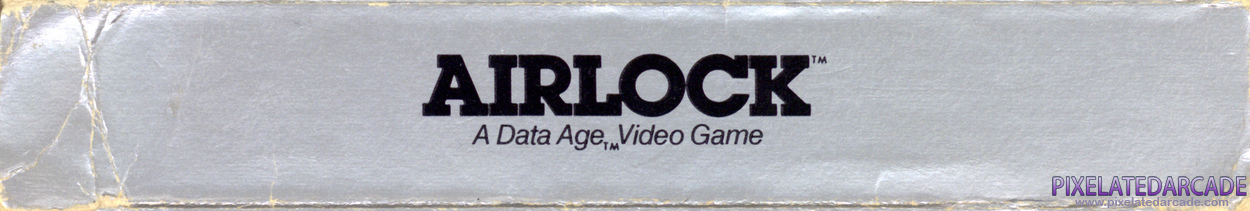 AIRLOCK™
A Data Age™ Video Game
PIXELATEDARCADE
www.pixelatedarcade.com